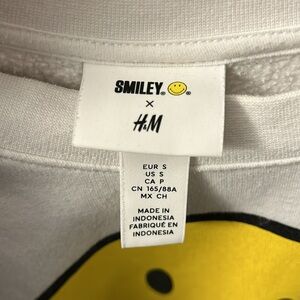 SMILEY®
×
H&M
EUR S
US S
CA P
CN 165/88A
MX CH
MADE IN
INDONESIA
FABRIQUÉ EN
INDONESIA